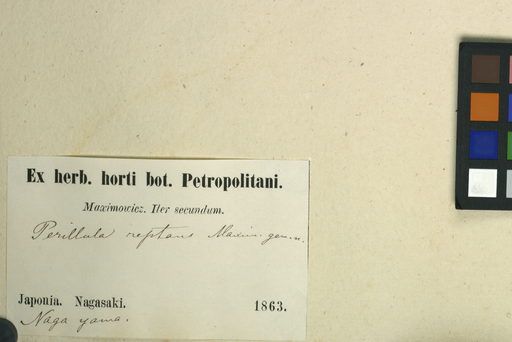 Ex herb. horti bot. Petropolitani.
Maximowicz. Iter secundum.
Perillula reptans Maxim. gen. n.
Japonia. Nagasaki. 1863.
Naga yama.